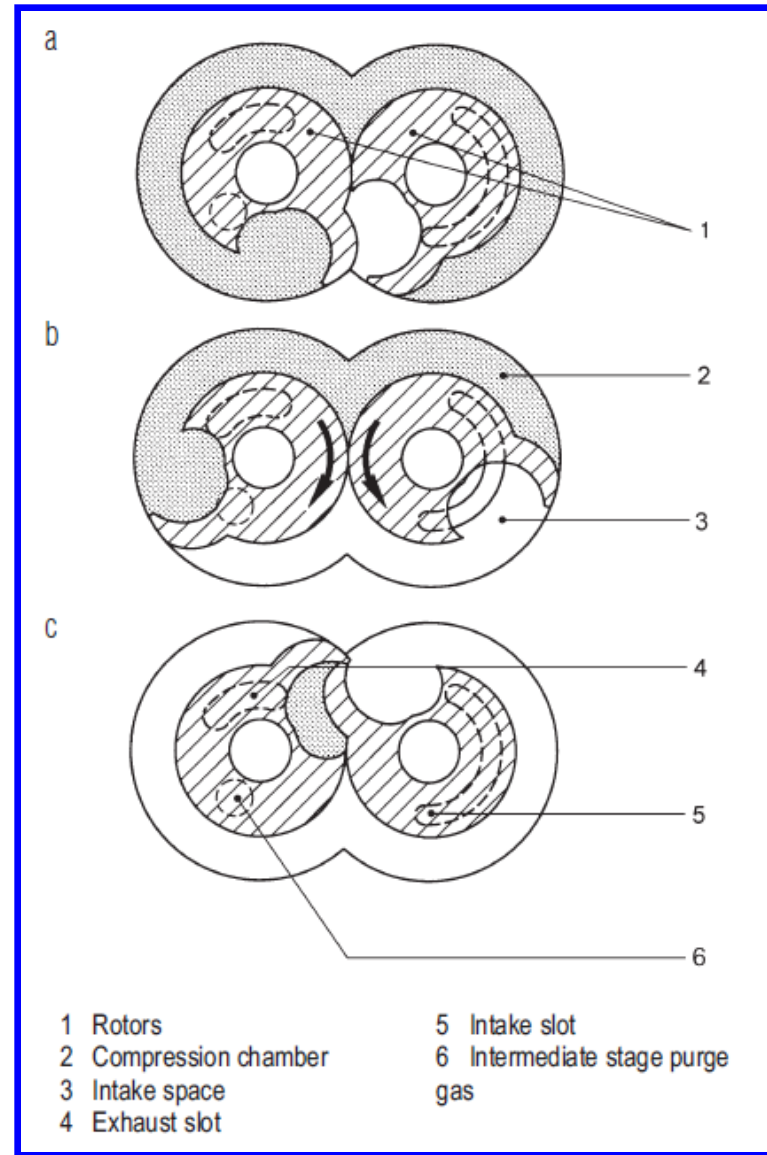 a
1
b
2
3
c
4
5
6
1 Rotors
2 Compression chamber
3 Intake space
4 Exhaust slot
5 Intake slot
6 Intermediate stage purge
gas